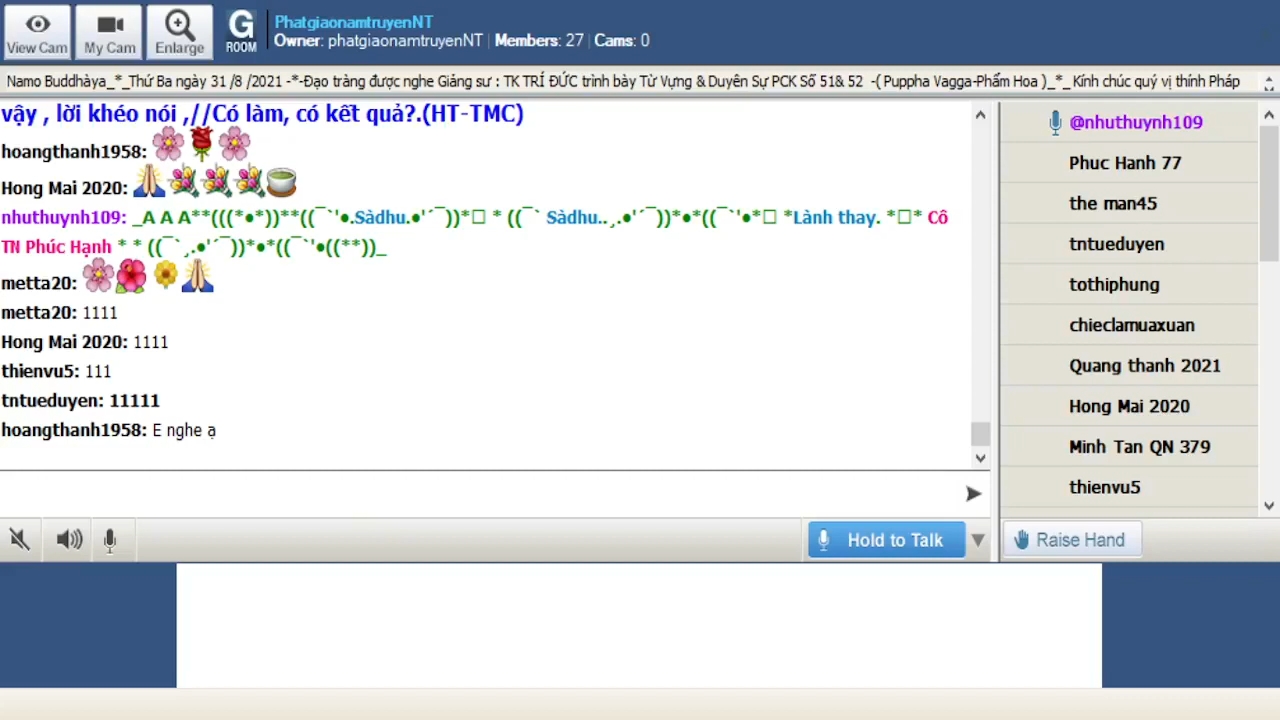 View Cam
My Cam
Enlarge
G
ROOM
PhatgiaonamtruyenNT
Owner: phatgiaonamtruyenNT | Members: 27 | Cams: 0
Namo Buddhàya_*_Thứ Ba ngày 31 /8 /2021 -*-Đạo tràng được nghe Giảng sư : TK TRÍ ĐỨC trình bày Từ Vựng & Duyên Sự PCK Số 51& 52 -( Puppha Vagga-Phẩm Hoa )_*_ Kính chúc quý vị thính Pháp
vậy , lời khéo nói ,//Có làm, có kết quả?.(HT-TMC)
hoangthanh1958:
Hong Mai 2020:
nhuthuynh109: _A A A**(((*•*))**((¯`'•.Sàdhu.•'´¯))*□ * ((¯` Sàdhu..¸.•'´¯))*•*((¯`'•*□ *Lành thay. *□* Cô
TN Phúc Hạnh * * ((¯`¸.•'´¯))*•*((¯`'•((**))_
metta20:
metta20: 1111
Hong Mai 2020: 1111
thienvu5: 111
tntueduyen: 11111
hoangthanh1958: E nghe ạ
@nhuthuynh109
Phuc Hanh 77
the man45
tntueduyen
tothiphung
chieclamuaxuan
Quang thanh 2021
Hong Mai 2020
Minh Tan QN 379
thienvu5
Hold to Talk
Raise Hand